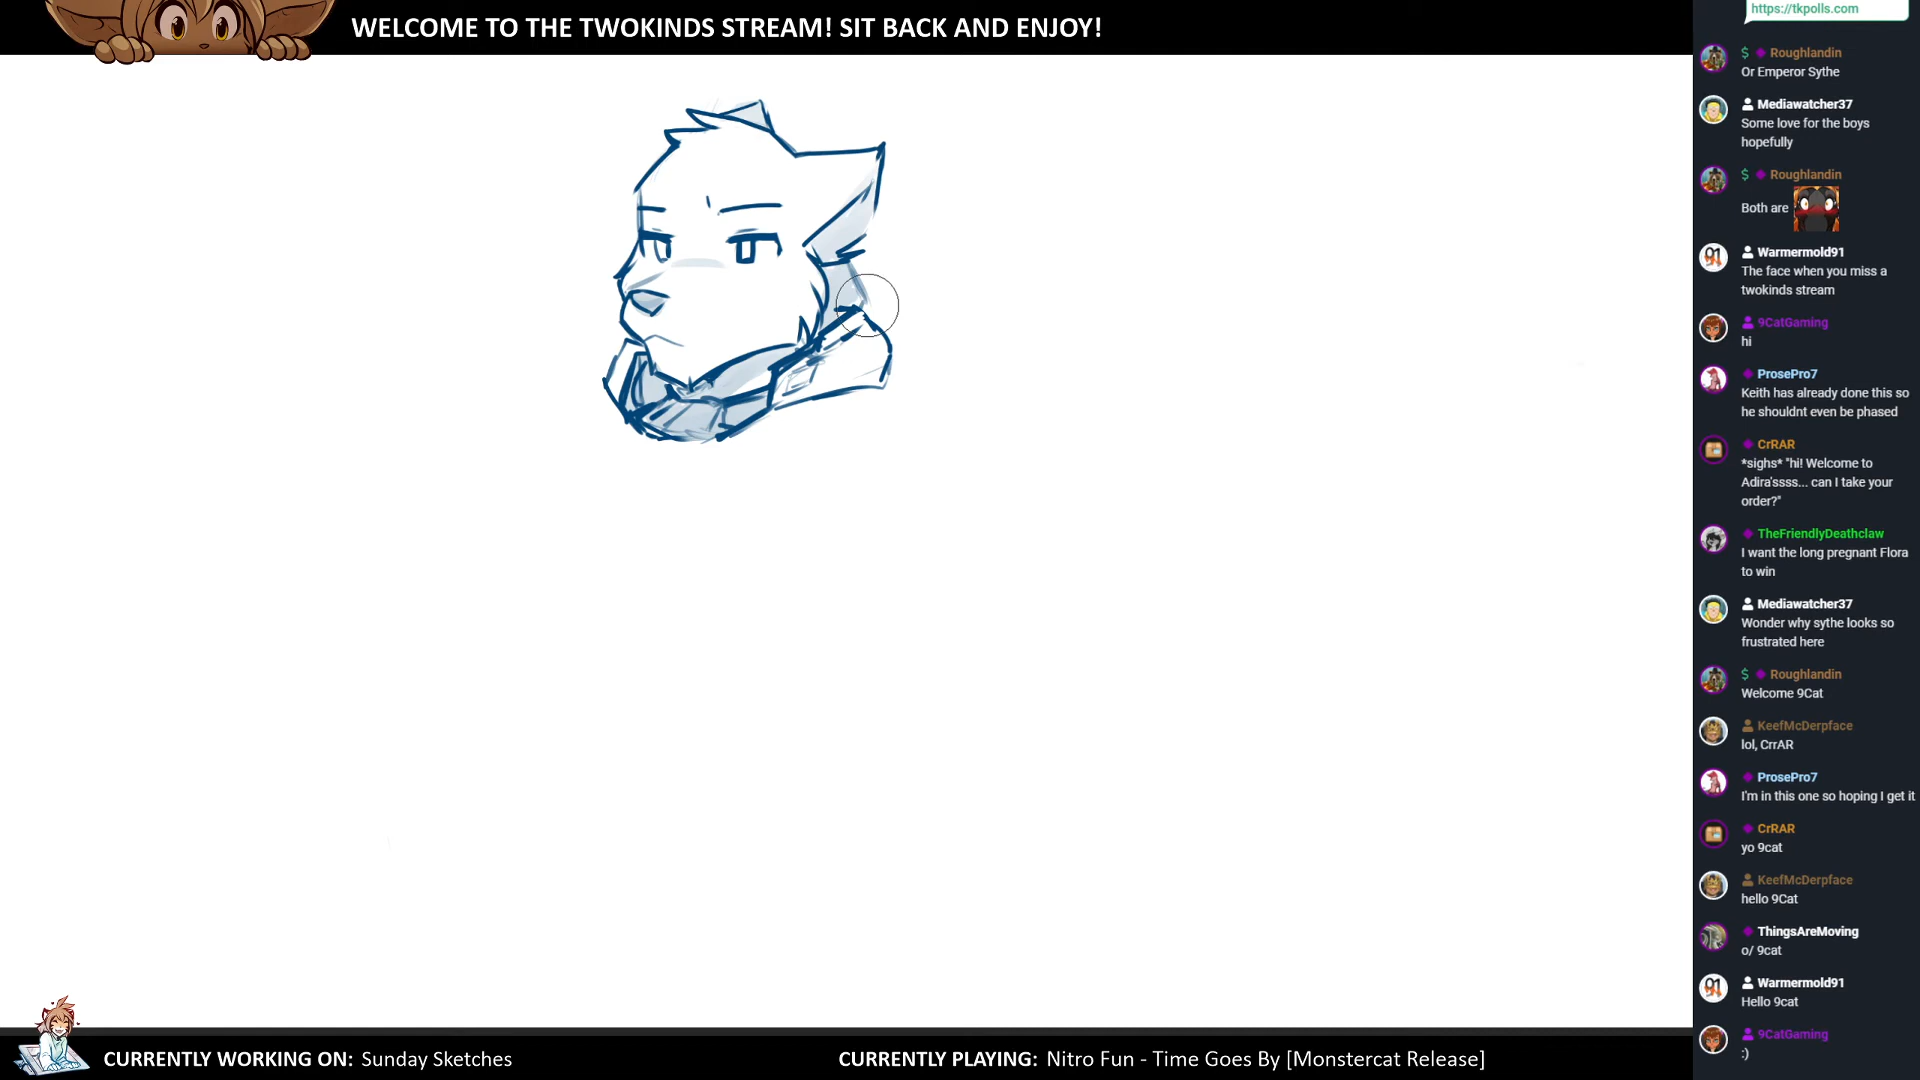 WELCOME TO THE TWOKINDS STREAM! SIT BACK AND ENJOY!
https://tkpolls.com
$ Roughlandin
Or Emperor Sythe
Mediawatcher37
Some love for the boys
hopefully
$ Roughlandin
Both are
Warmermold91
The face when you miss a
twokinds stream
9CatGaming
hi
ProsePro7
Keith has already done this so
he shouldnt even be phased
CrRAR
*sighs* "hi! Welcome to
Adira'ssss... can I take your
order?"
TheFriendlyDeathclaw
I want the long pregnant Flora
to win
Mediawatcher37
Wonder why sythe looks so
frustrated here
$ Roughlandin
Welcome 9Cat
KeefMcDerpface
lol, CrrAR
ProsePro7
I'm in this one so hoping I get it
CrRAR
yo 9cat
KeefMcDerpface
hello 9Cat
ThingsAreMoving
o/ 9cat
Warmermold91
Hello 9cat
9CatGaming
:)
CURRENTLY WORKING ON: Sunday Sketches
CURRENTLY PLAYING: Nitro Fun - Time Goes By [Monstercat Release]